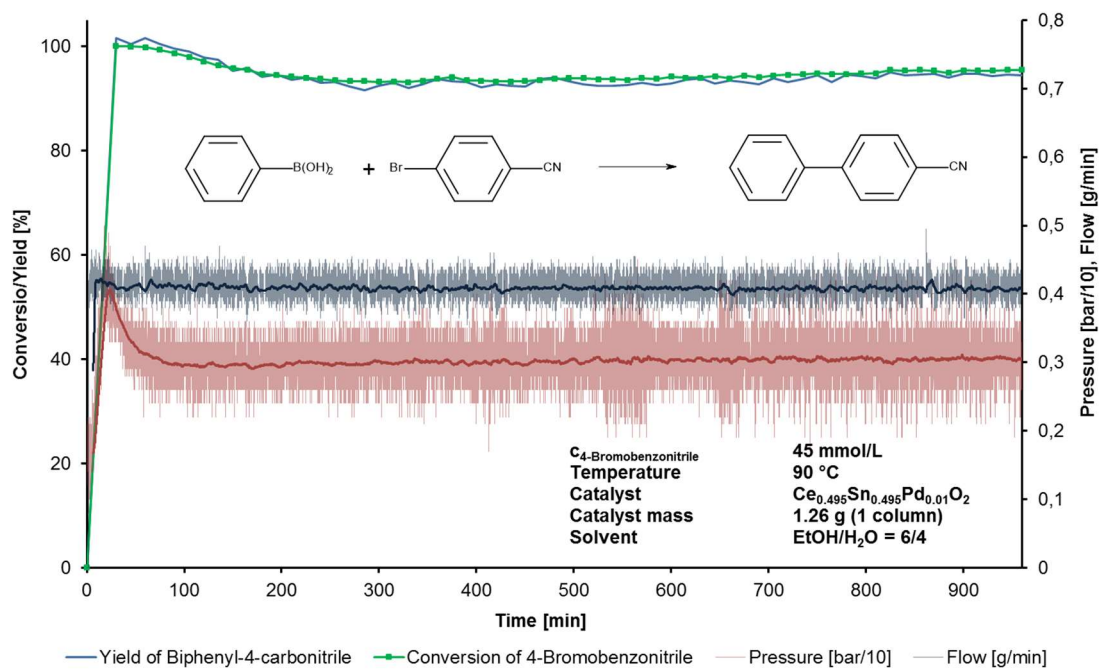 100
80
60
40
20
0
Conversio/Yield [%]
0,8
0,7
0,6
0,5
0,4
0,3
0,2
0,1
0
Pressure [bar/10], Flow [g/min]
B(OH)2 + Br CN CN
c4-Bromobenzonitrile 45 mmol/L
Temperature 90 °C
Catalyst Ce0.495Sn0.495Pd0.01O2
Catalyst mass 1.26 g (1 column)
Solvent EtOH/H2O = 6/4
0 100 200 300 400 500 600 700 800 900
Time [min]
Yield of Biphenyl-4-carbonitrile Conversion of 4-Bromobenzonitrile Pressure [bar/10] Flow [g/min]